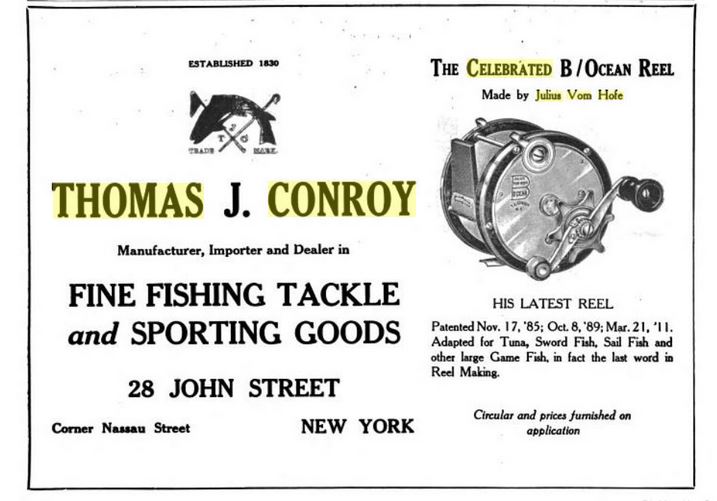 ESTABLISHED 1830
T J C
TRADE MARK.
THOMAS J. CONROY
Manufacturer, Importer and Dealer in
FINE FISHING TACKLE
and SPORTING GOODS
28 JOHN STREET
Corner Nassau Street NEW YORK
THE CELEBRATED B/OCEAN REEL
Made by Julius Vom Hofe
B
OCEAN
HIS LATEST REEL
Patented Nov. 17, '85; Oct. 8, '89; Mar. 21, '11.
Adapted for Tuna, Sword Fish, Sail Fish and
other large Game Fish, in fact the last word in
Reel Making.
Circular and prices furnished on
application